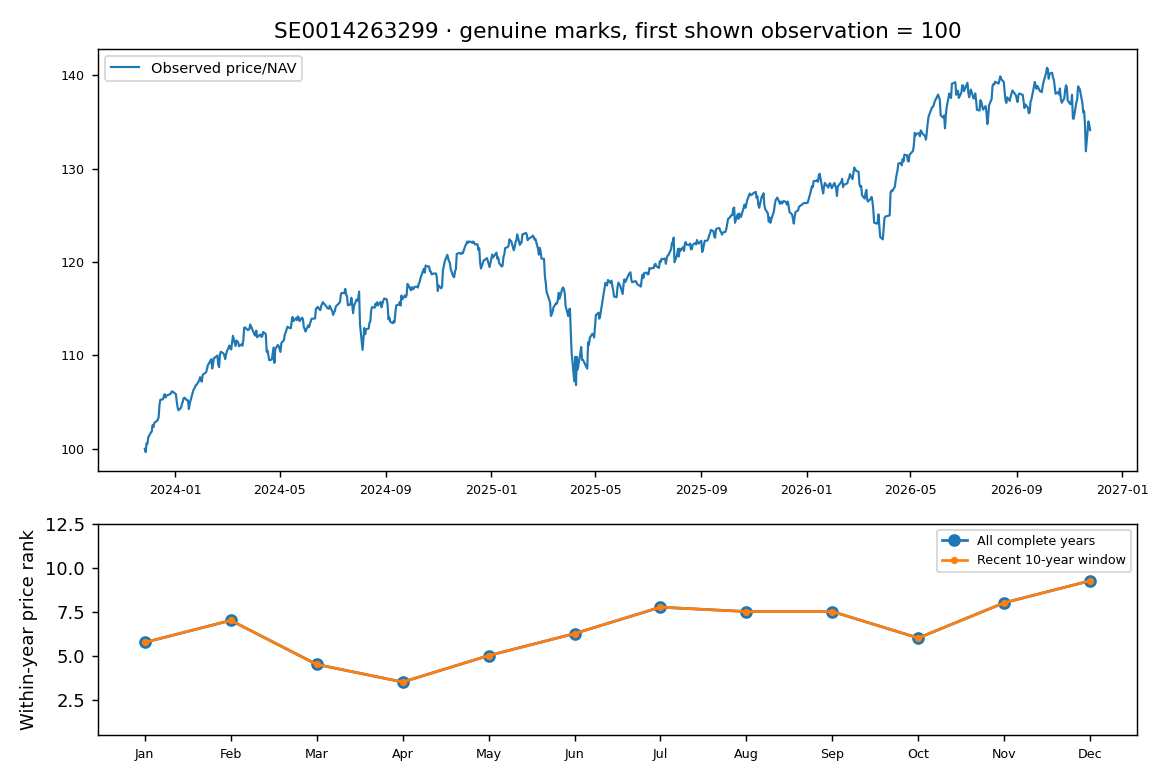 SE0014263299 · genuine marks, first shown observation = 100
Observed price/NAV
140
130
120
110
100
2024-01 2024-05 2024-09 2025-01 2025-05 2025-09 2026-01 2026-05 2026-09 2027-01
Within-year price rank
12.5
10.0
7.5
5.0
2.5
All complete years
Recent 10-year window
Jan Feb Mar Apr May Jun Jul Aug Sep Oct Nov Dec